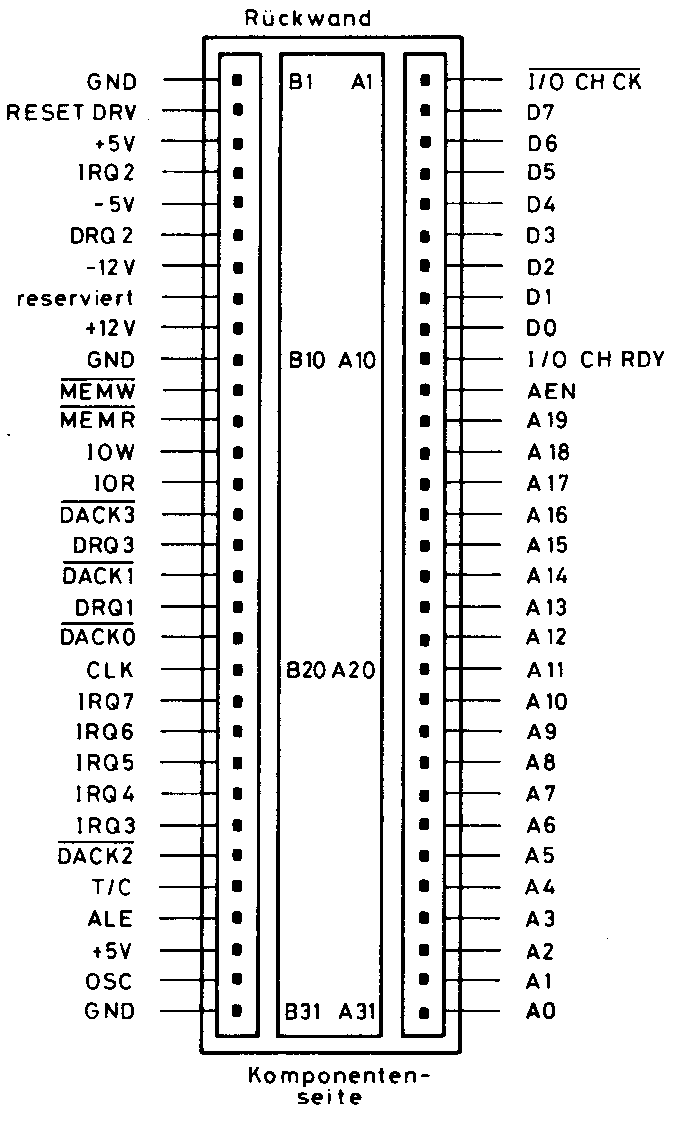 Rückwand
GND B1 A1 I/O CH CK
RESET DRV D7
+5V D6
IRQ2 D5
-5V D4
DRQ2 D3
-12V D2
reserviert D1
+12V D0
GND B10 A10 I/O CH RDY
MEMW AEN
MEMR A19
IOW A18
IOR A17
DACK3 A16
DRQ3 A15
DACK1 A14
DRQ1 A13
DACK0 A12
CLK B20 A20 A11
IRQ7 A10
IRQ6 A9
IRQ5 A8
IRQ4 A7
IRQ3 A6
DACK2 A5
T/C A4
ALE A3
+5V A2
OSC A1
GND B31 A31 A0
Komponenten-
seite